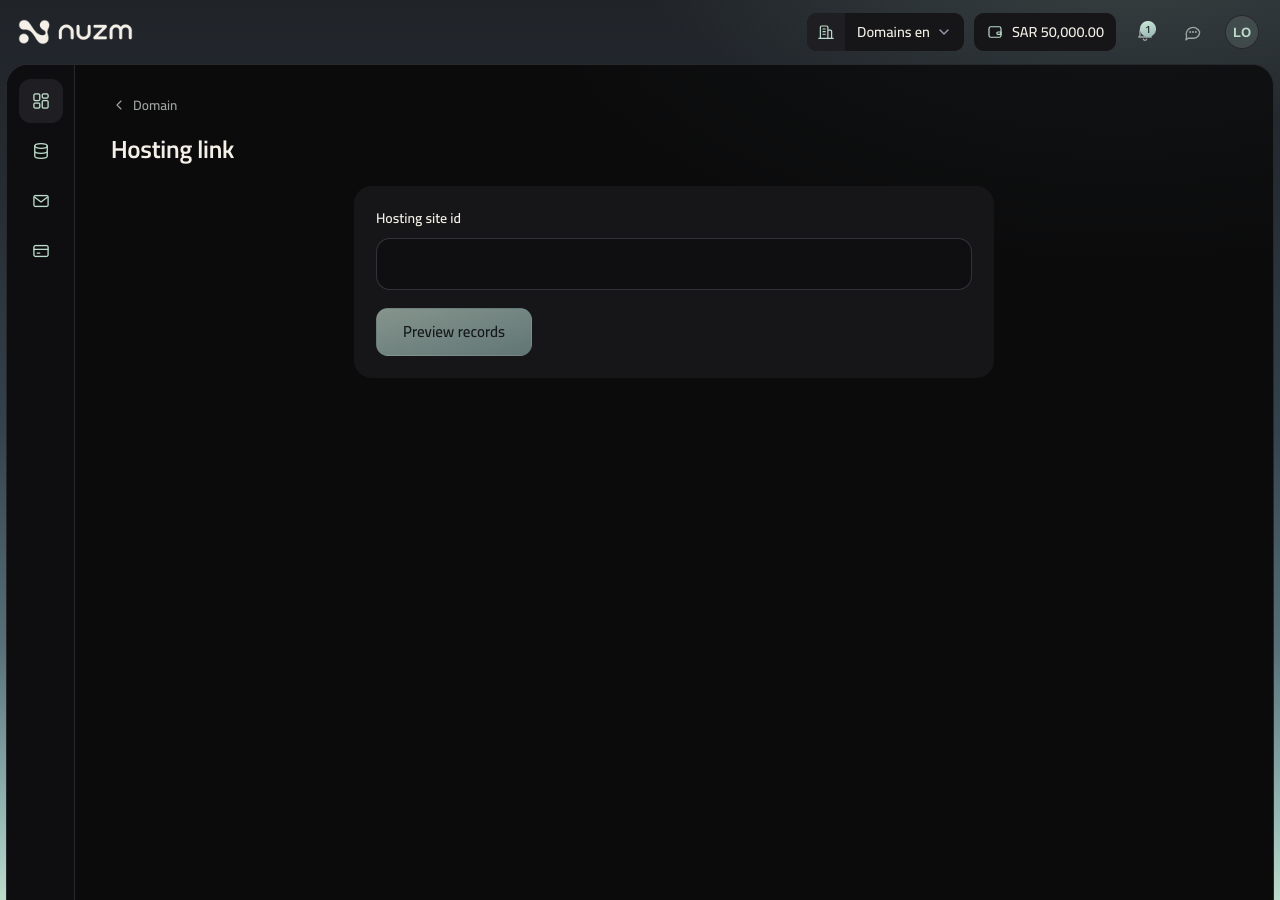 nuzm
Domains en
SAR 50,000.00
1
LO
Domain
Hosting link
Hosting site id
Preview records